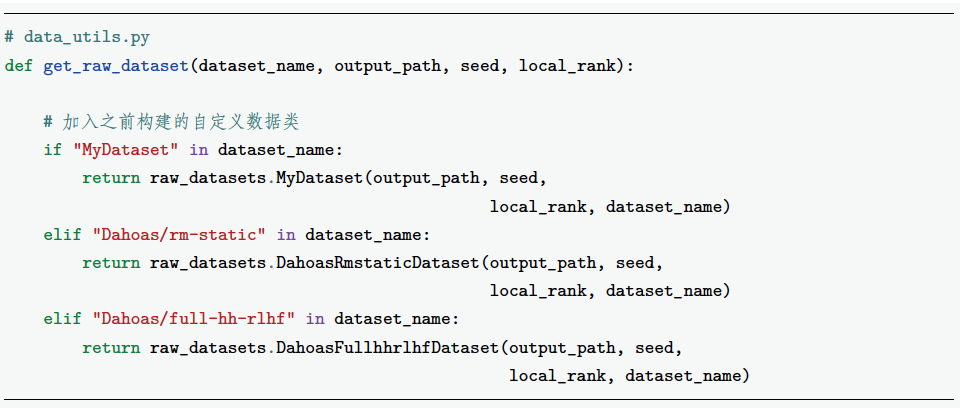 # data_utils.py
def get_raw_dataset(dataset_name, output_path, seed, local_rank):
    # 加入之前构建的自定义数据类
    if "MyDataset" in dataset_name:
        return raw_datasets.MyDataset(output_path, seed,
                                      local_rank, dataset_name)
    elif "Dahoas/rm-static" in dataset_name:
        return raw_datasets.DahoasRmstaticDataset(output_path, seed,
                                      local_rank, dataset_name)
    elif "Dahoas/full-hh-rlhf" in dataset_name:
        return raw_datasets.DahoasFullhhrlhfDataset(output_path, seed,
                                        local_rank, dataset_name)